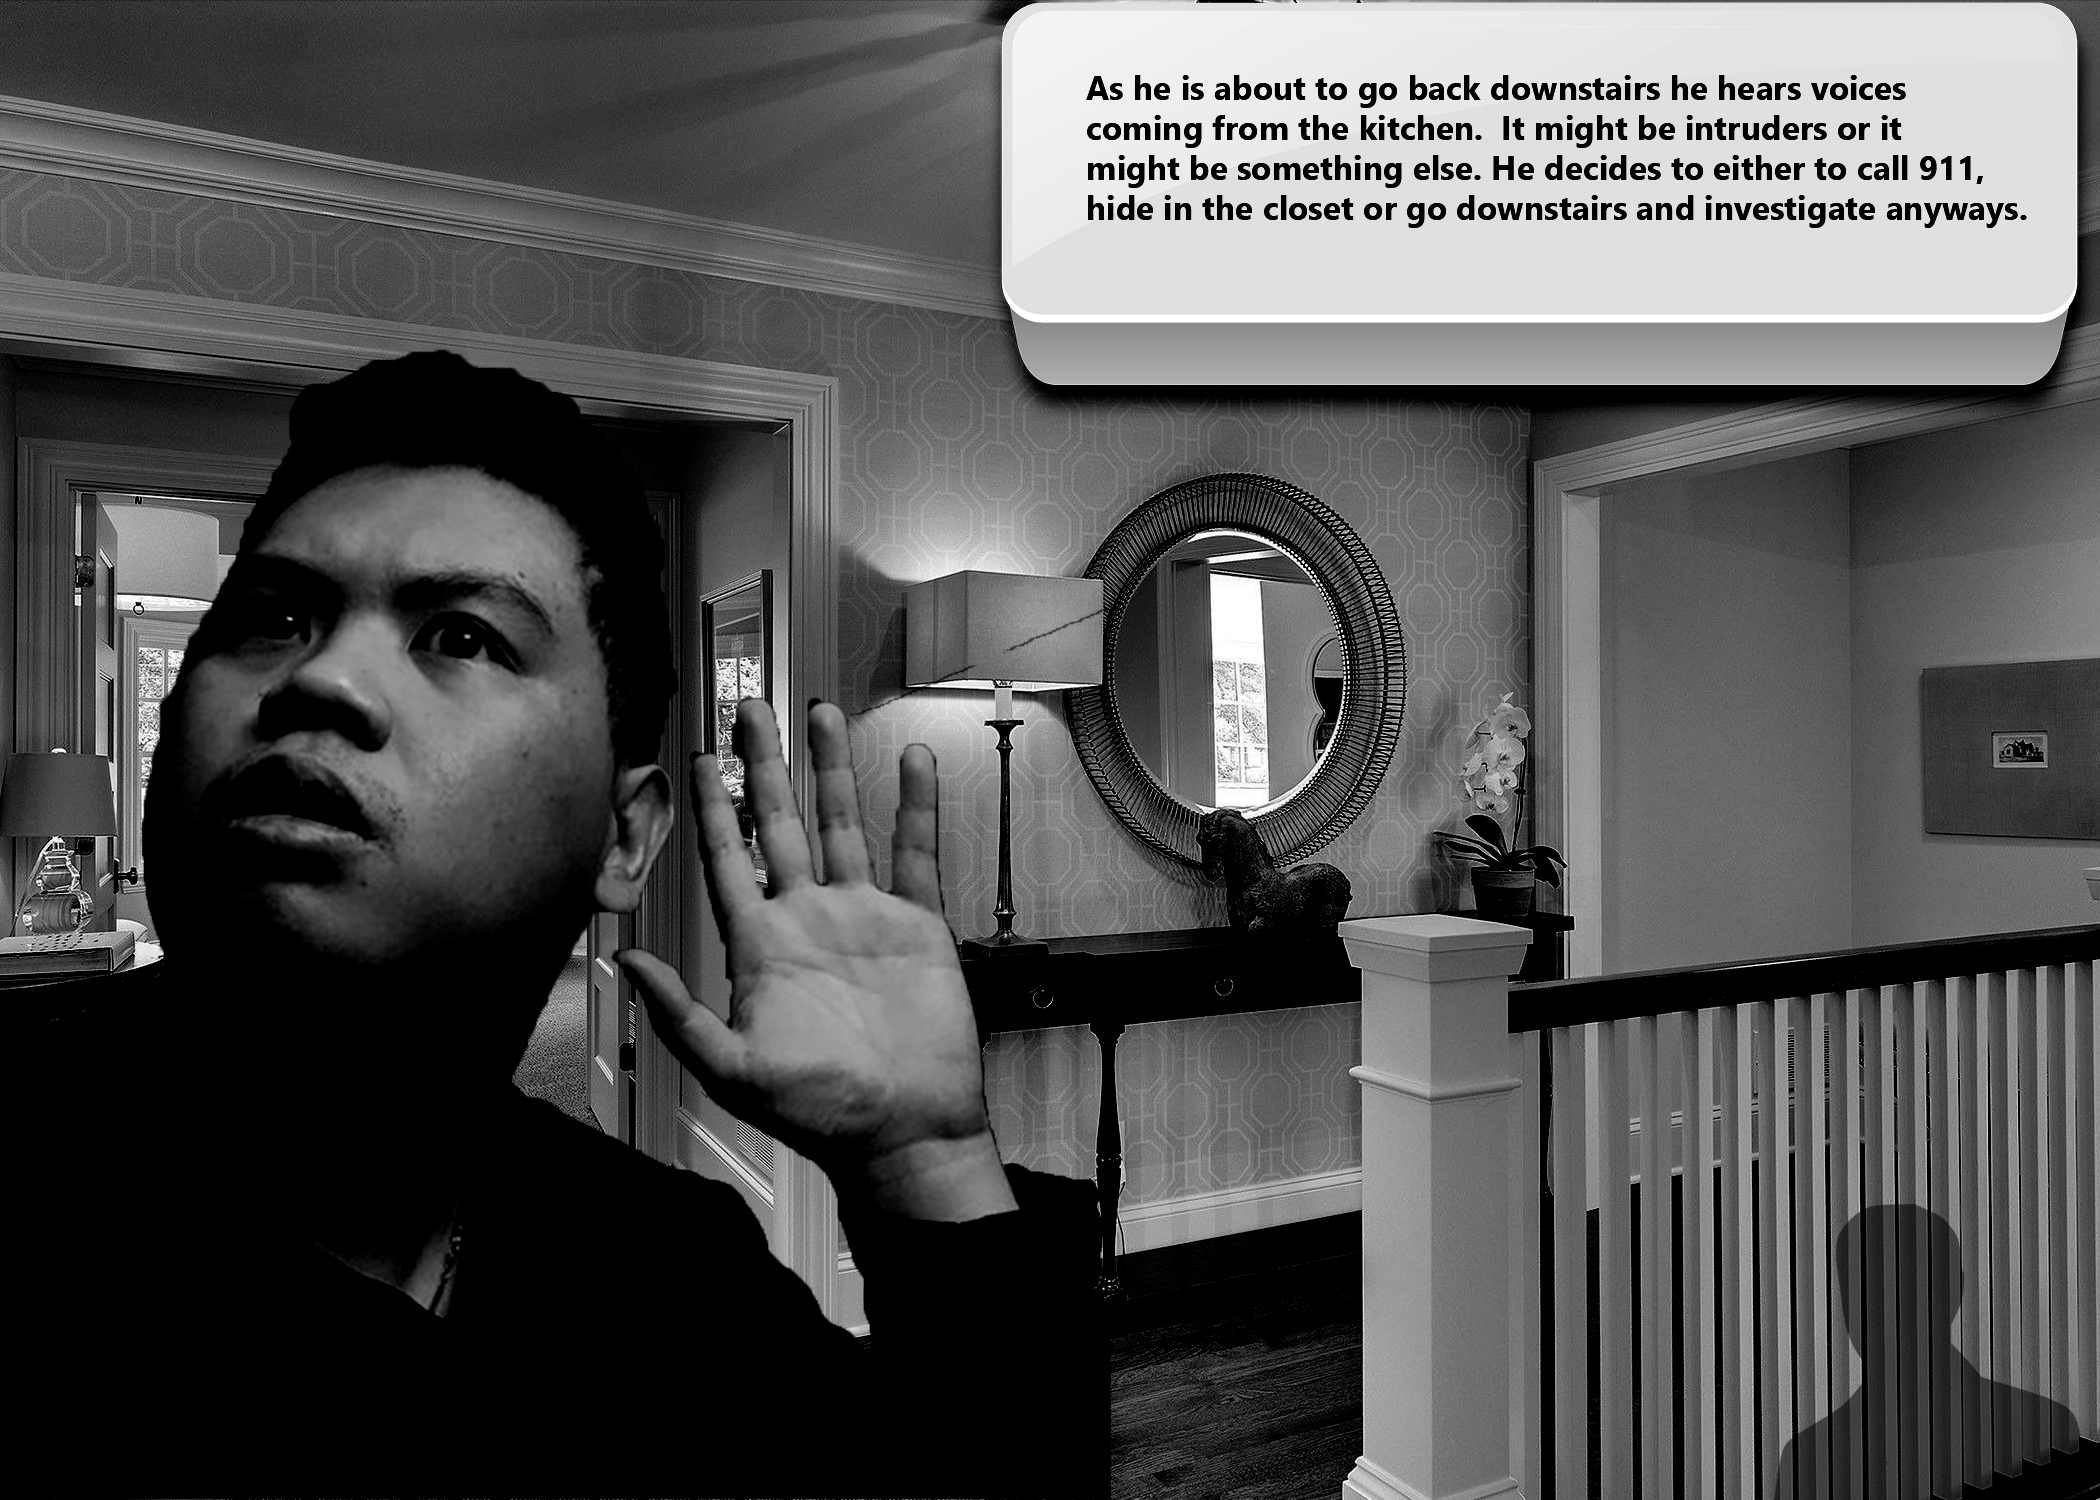 As he is about to go back downstairs he hears voices
coming from the kitchen.  It might be intruders or it
might be something else. He decides to either to call 911,
hide in the closet or go downstairs and investigate anyways.